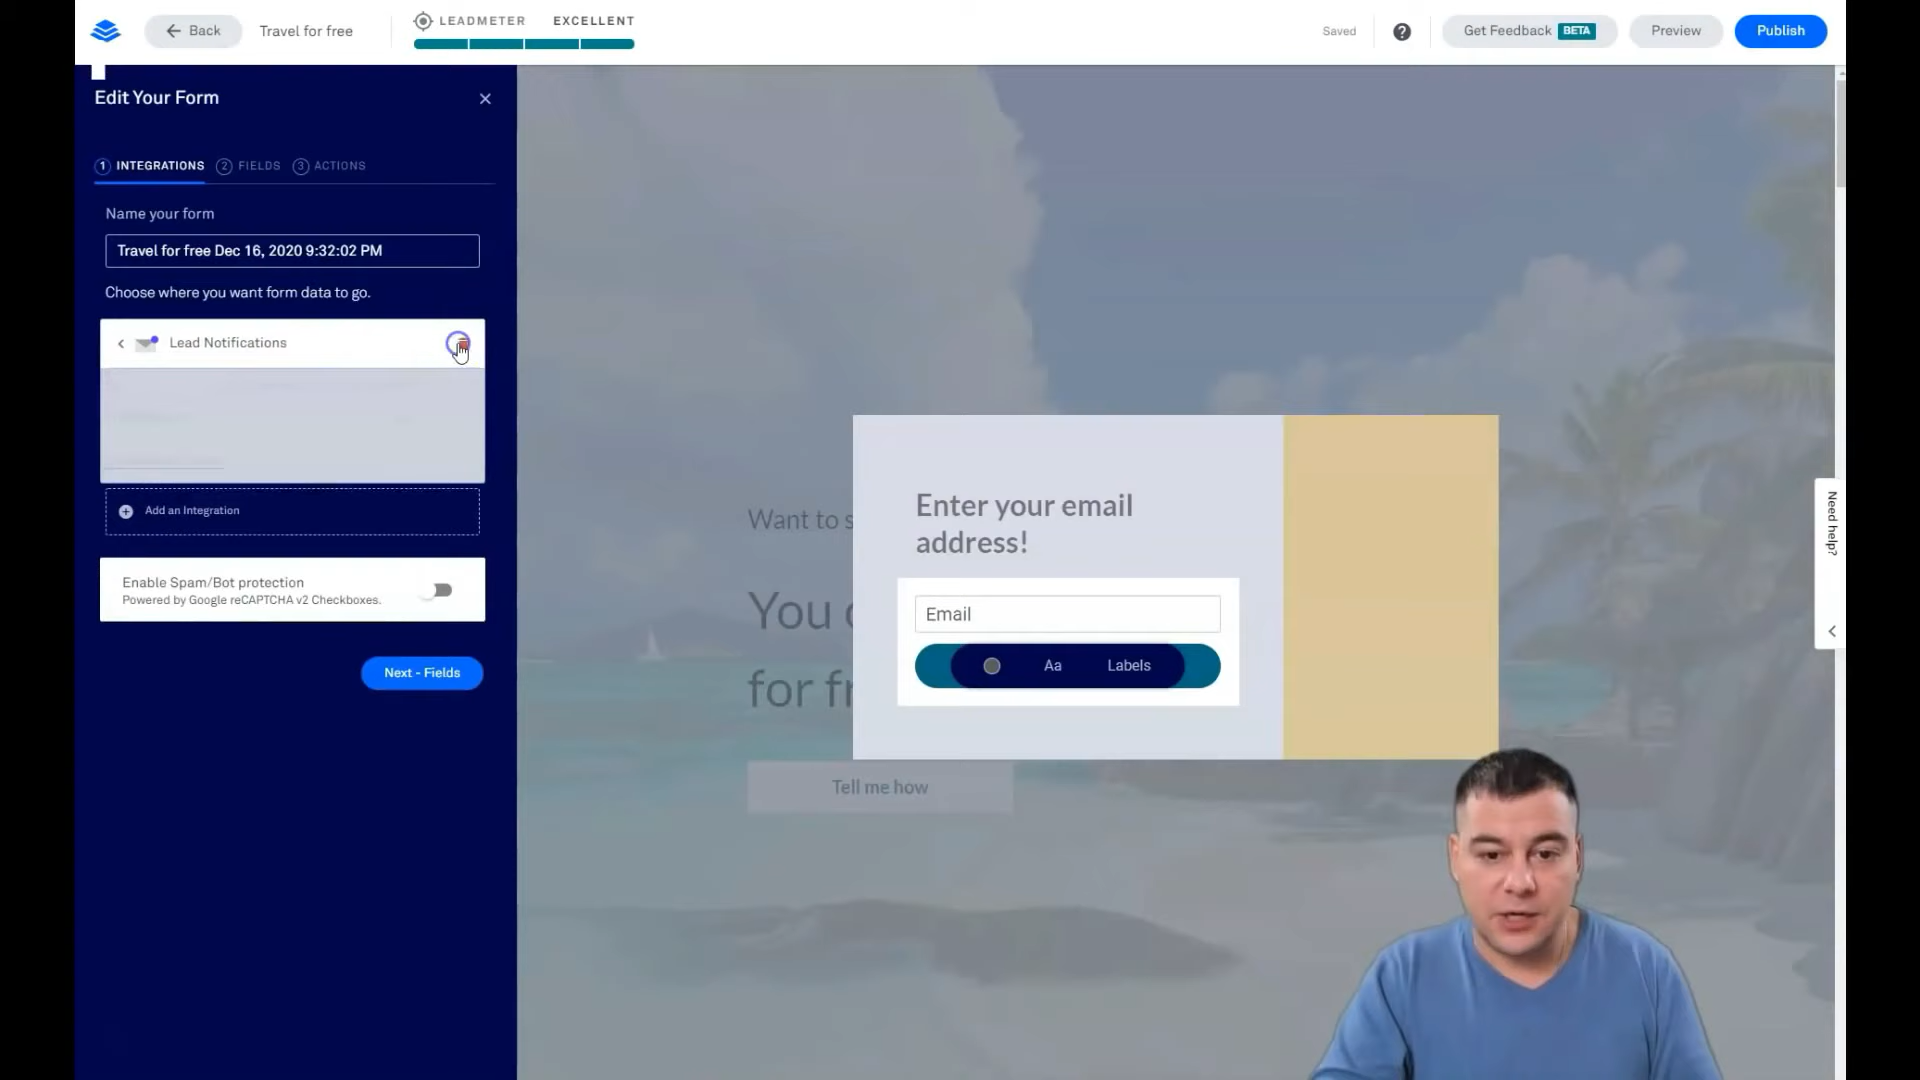 Back
Travel for free
LEADMETER EXCELLENT
Saved
?
Get Feedback BETA
Preview
Publish
Edit Your Form
1 INTEGRATIONS 2 FIELDS 3 ACTIONS
Name your form
Travel for free Dec 16, 2020 9:32:02 PM
Choose where you want form data to go.
Lead Notifications
Add an Integration
Enable Spam/Bot protection
Powered by Google reCAPTCHA v2 Checkboxes.
Next - Fields
Want to s
You
for fr
Tell me how
Enter your email
address!
Email
Aa Labels
Need help?